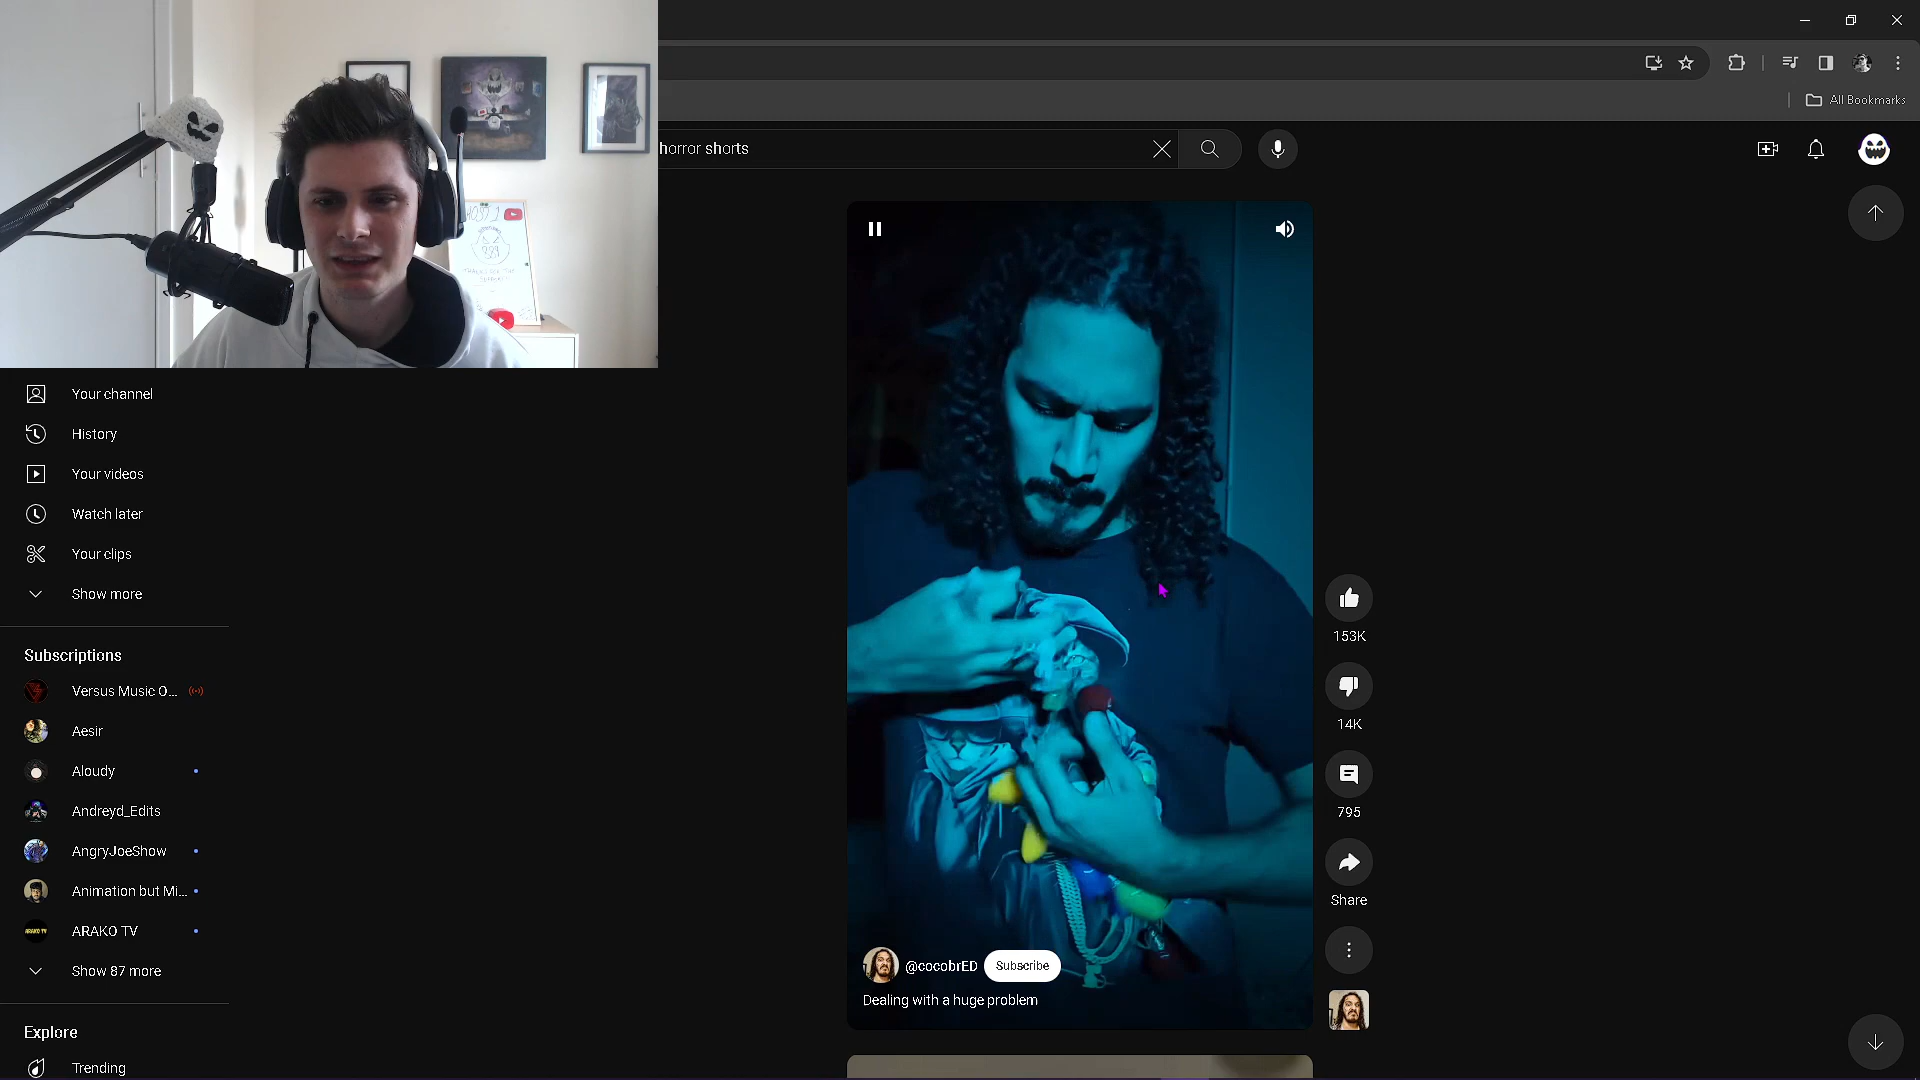 All Bookmarks
horror shorts
Your channel
History
Your videos
Watch later
Your clips
Show more
Subscriptions
Versus Music O...
Aesir
Aloudy
Andreyd_Edits
AngryJoeShow
Animation but Mi...
ARAKO TV
Show 87 more
Explore
Trending
@cocobrED
Subscribe
Dealing with a huge problem
153K
14K
795
Share